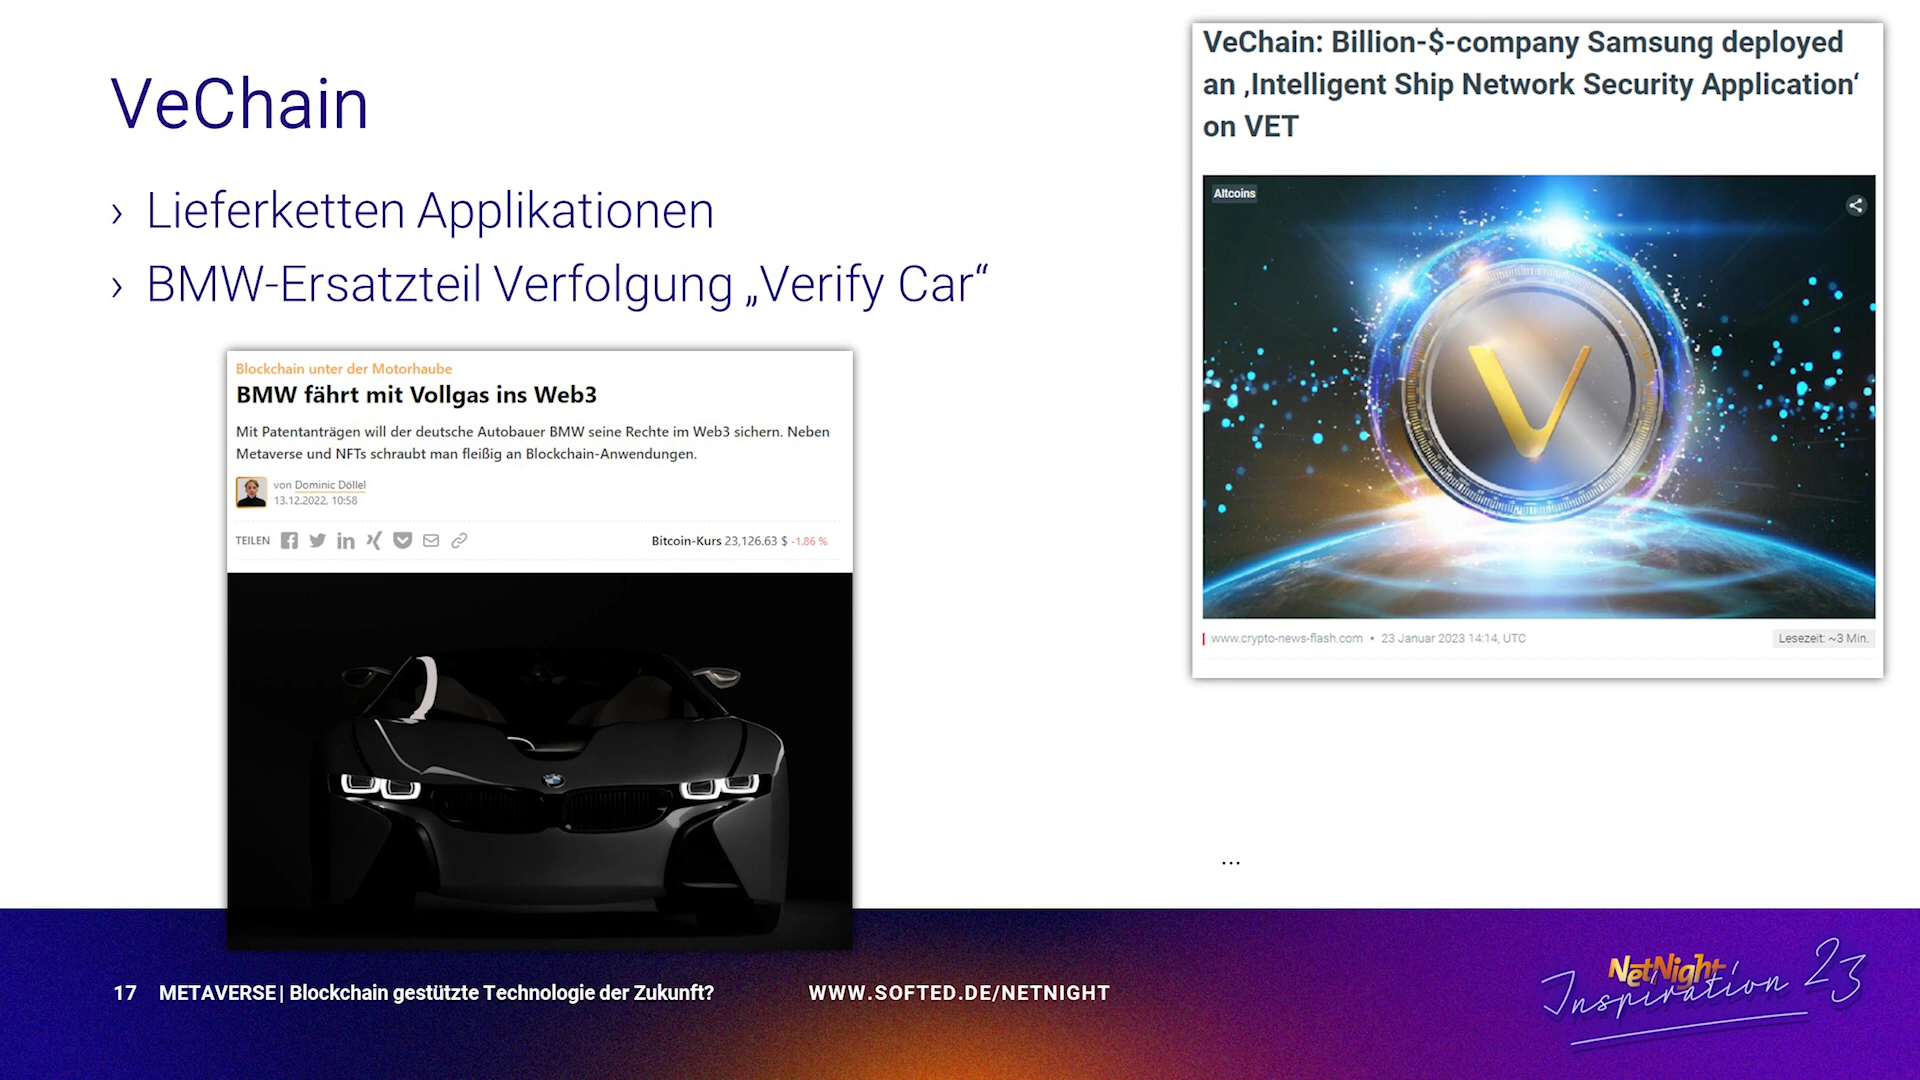 VeChain
› Lieferketten Applikationen
› BMW-Ersatzteil Verfolgung „Verify Car“
Blockchain unter der Motorhaube
BMW fährt mit Vollgas ins Web3
Mit Patentanträgen will der deutsche Autobauer BMW seine Rechte im Web3 sichern. Neben
Metaverse und NFTs schraubt man fleißig an Blockchain-Anwendungen.
von Dominic Döllel
13.12.2022, 10:58
TEILEN
Bitcoin-Kurs 23,126.63 $ -1.86 %
VeChain: Billion-$-company Samsung deployed
an ‚Intelligent Ship Network Security Application‘
on VET
Altcoins
www.crypto-news-flash.com • 23 Januar 2023 14:14, UTC
Lesezeit: ~3 Min.
...
17 METAVERSE | Blockchain gestützte Technologie der Zukunft?
WWW.SOFTED.DE/NETNIGHT
NetNight
Inspiration 23